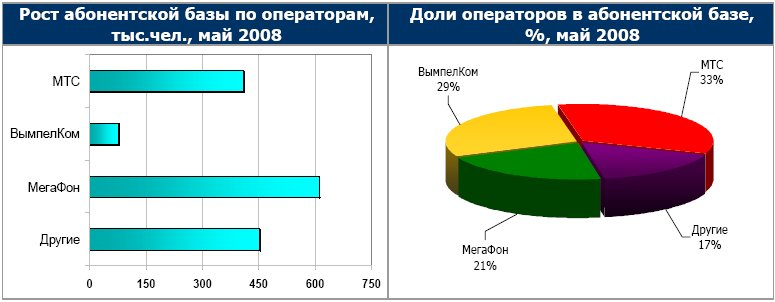 Рост абонентской базы по операторам,
тыс.чел., май 2008
МТС
ВымпелКом
МегаФон
Другие
0 150 300 450 600 750
Доли операторов в абонентской базе,
%, май 2008
ВымпелКом
29%
МТС
33%
Другие
17%
МегаФон
21%